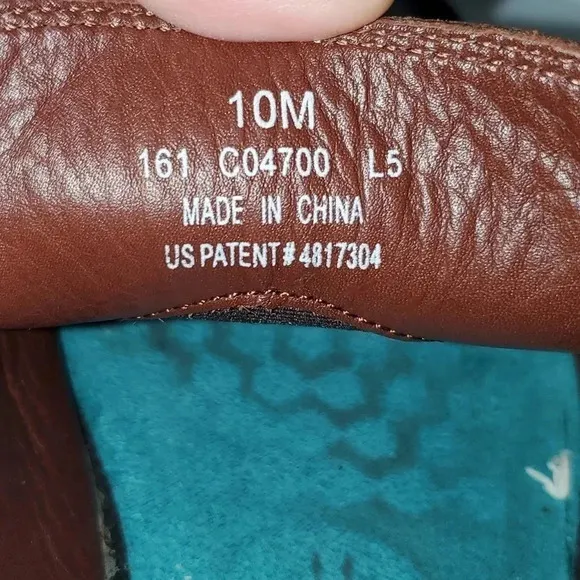 10M
161 C04700 L5
MADE IN CHINA
US PATENT#4817304